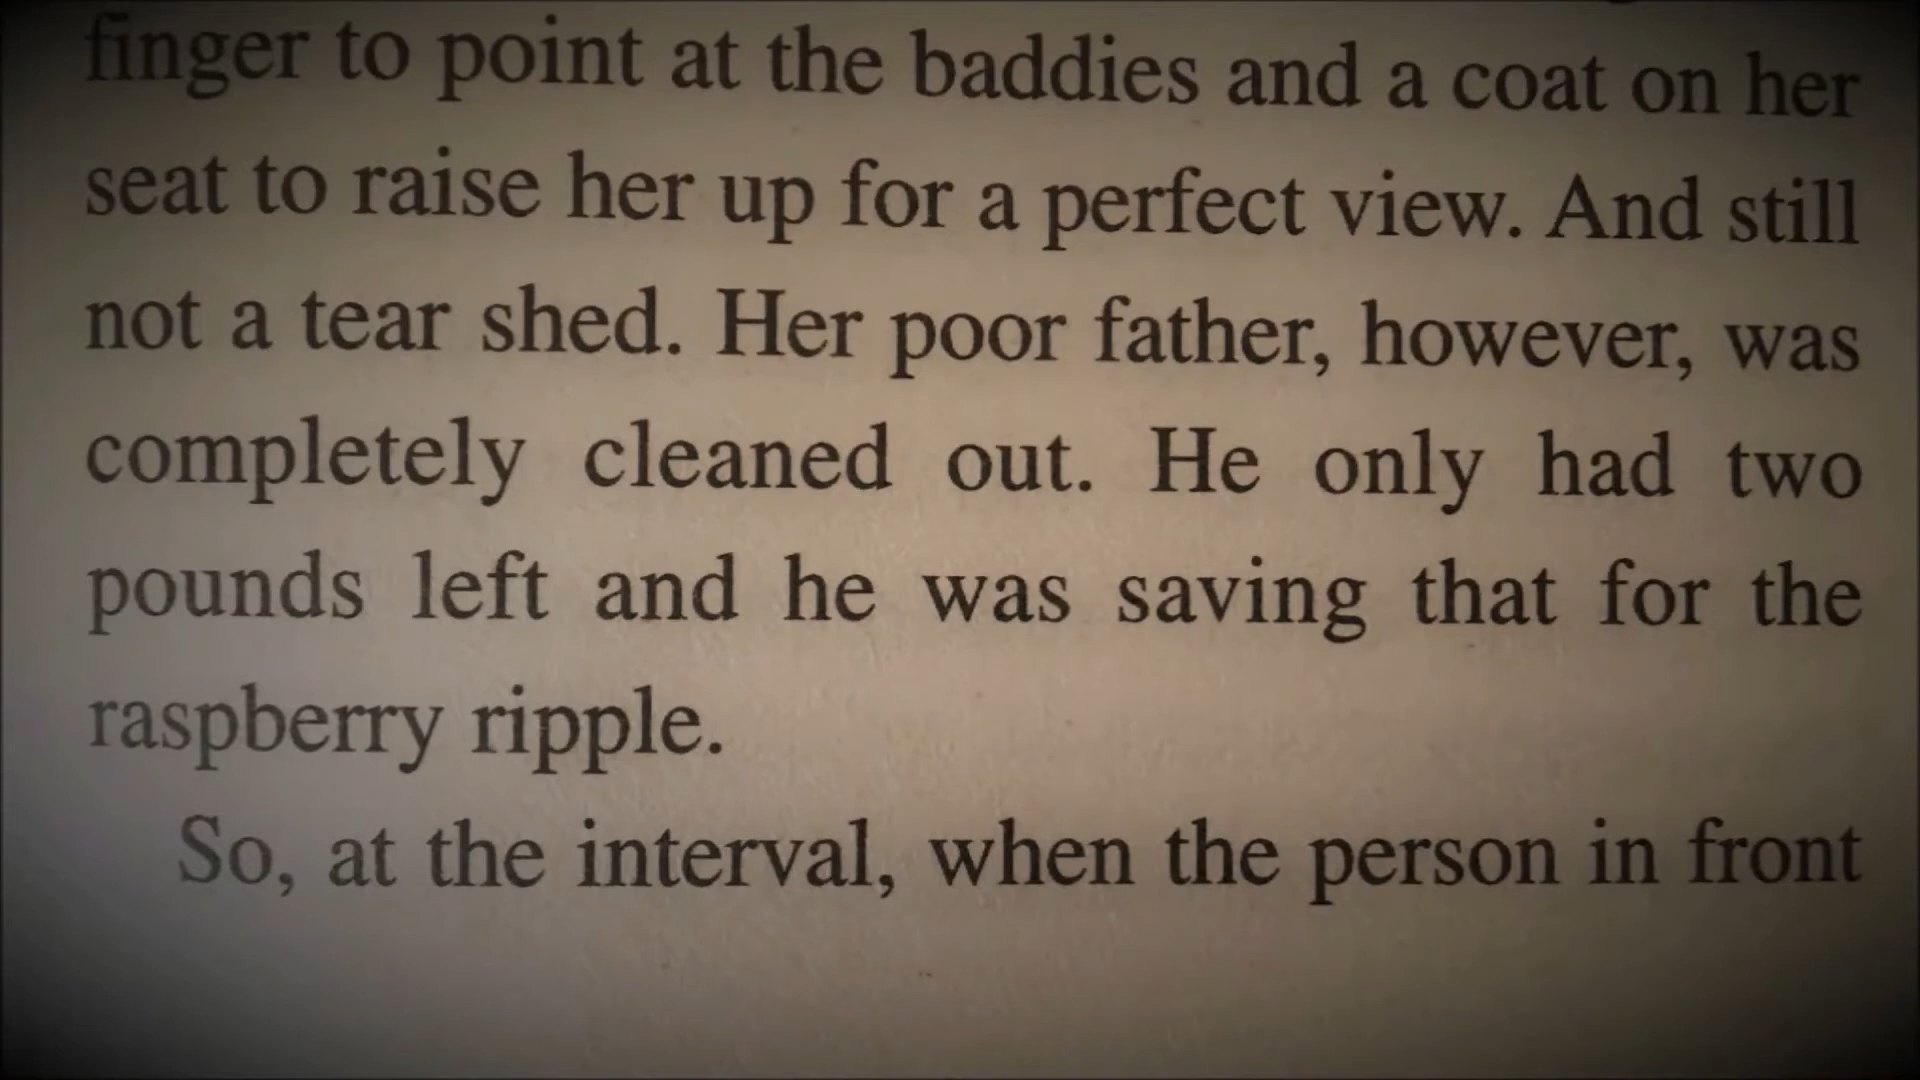 finger to point at the baddies and a coat on her
seat to raise her up for a perfect view. And still
not a tear shed. Her poor father, however, was
completely cleaned out. He only had two
pounds left and he was saving that for the
raspberry ripple.
So, at the interval, when the person in front